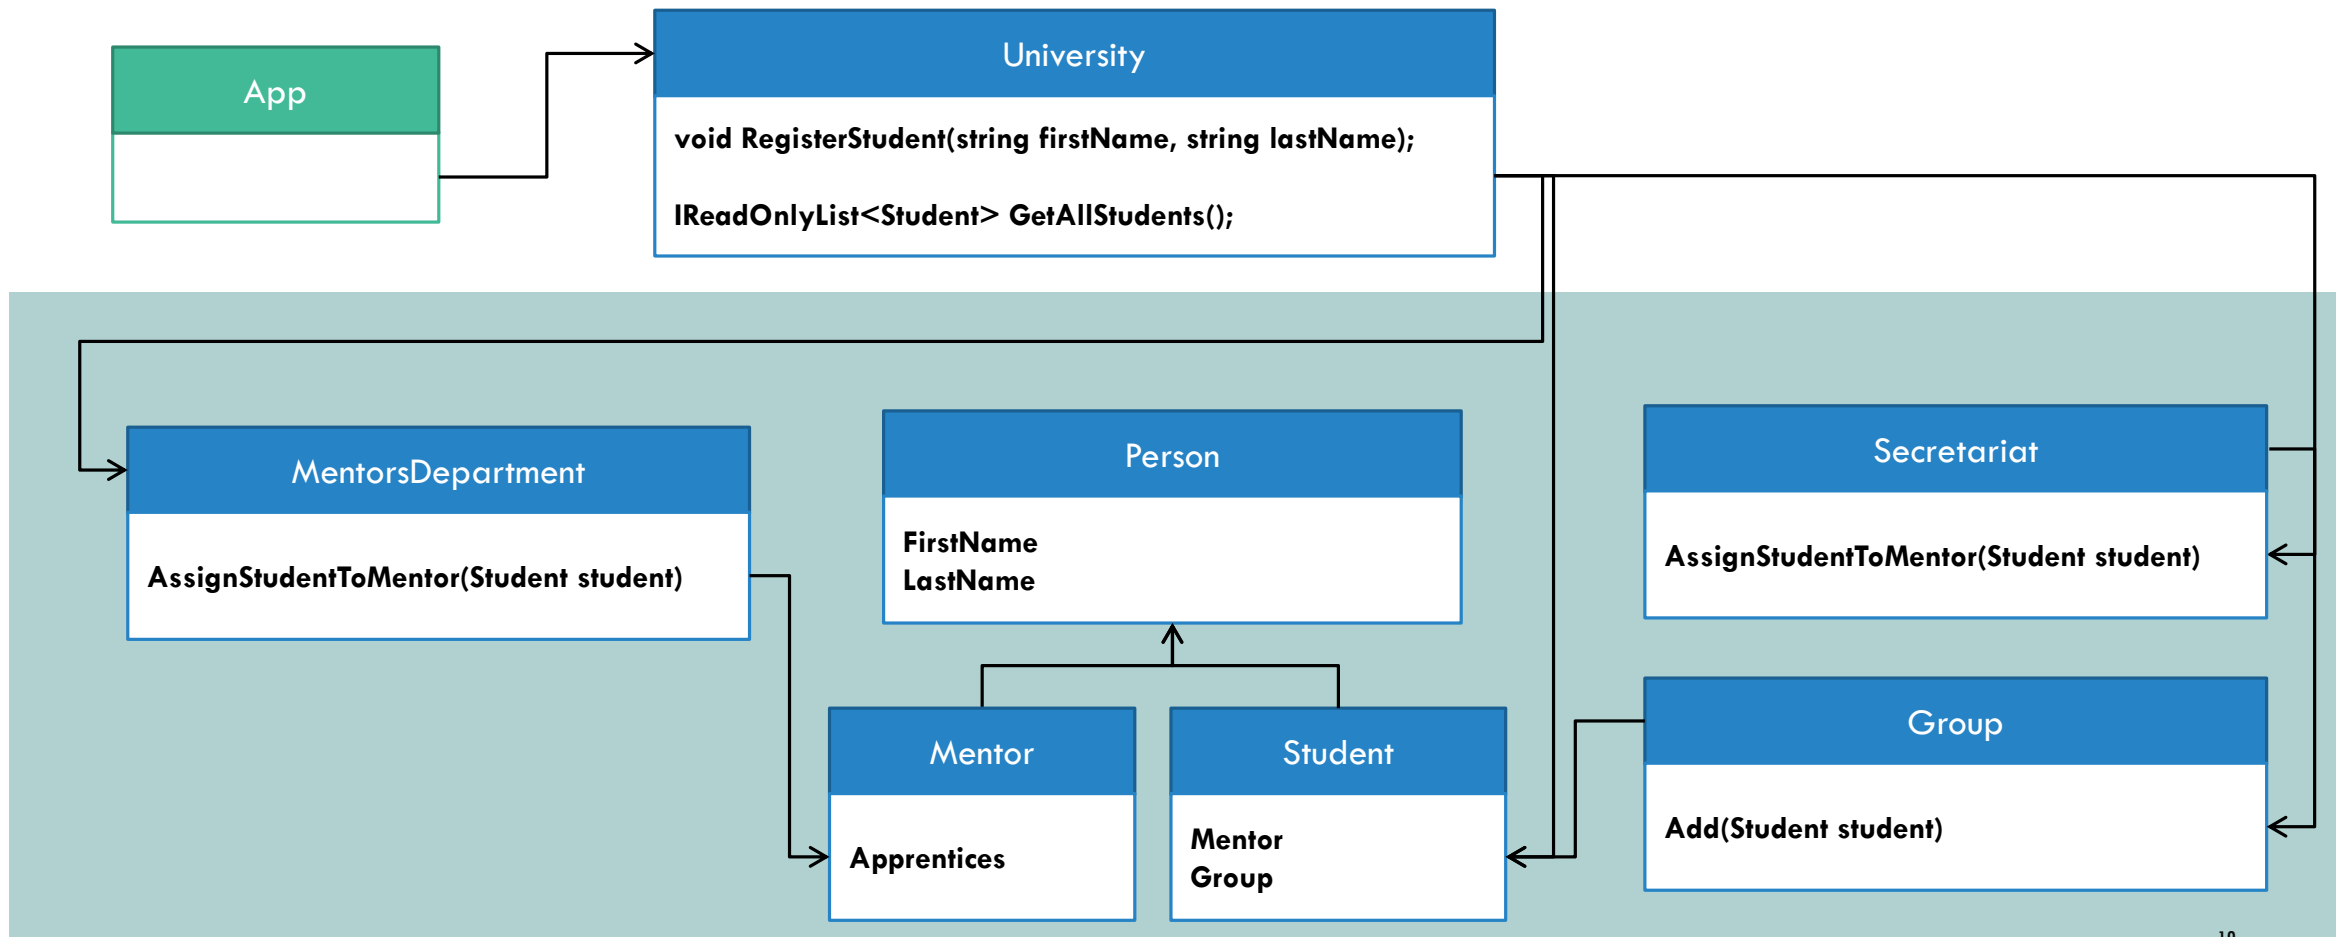 App
University
void RegisterStudent(string firstName, string lastName);
IReadOnlyList<Student> GetAllStudents();
MentorsDepartment
AssignStudentToMentor(Student student)
Person
FirstName
LastName
Secretariat
AssignStudentToMentor(Student student)
Mentor
Apprentices
Student
Mentor
Group
Group
Add(Student student)